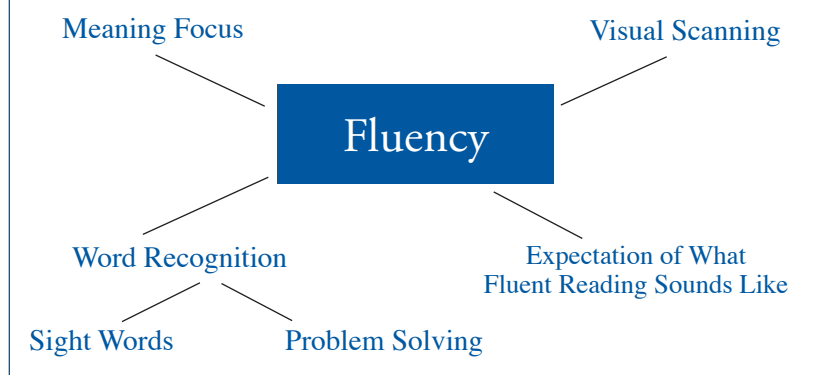 Meaning Focus
Visual Scanning
Fluency
Word Recognition
Expectation of What
Fluent Reading Sounds Like
Sight Words
Problem Solving